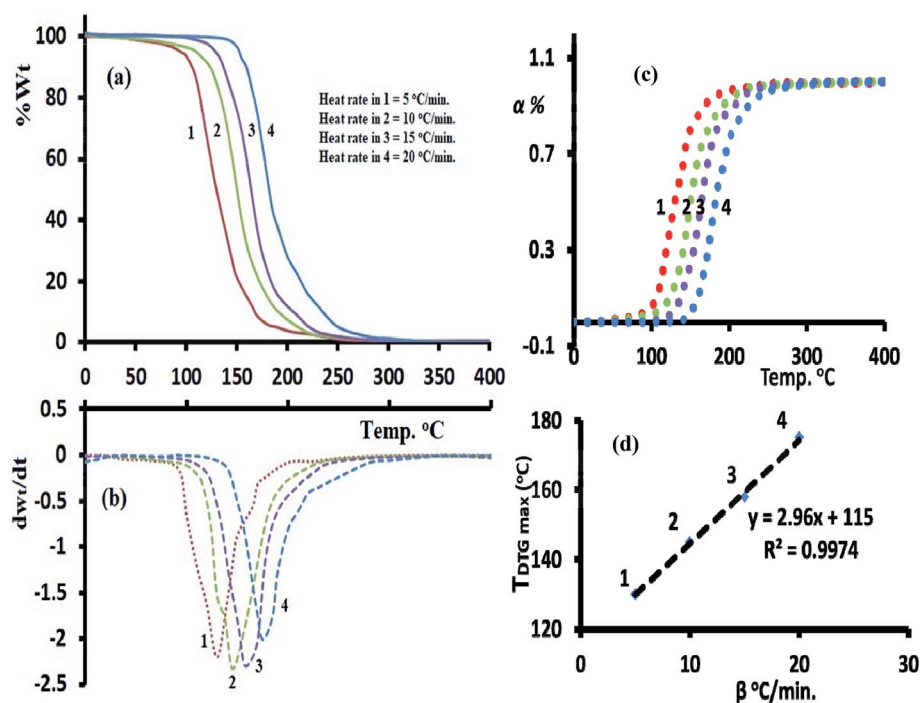 100
80
60
40
20
0
%Wt
(a)
1
2
3
4
Heat rate in 1 = 5 °C/min.
Heat rate in 2 = 10 °C/min.
Heat rate in 3 = 15 °C/min.
Heat rate in 4 = 20 °C/min.
0 50 100 150 200 250 300 350 400
1.1
0.7
0.3
-0.1
α %
(c)
1
2
3
4
0 100 200 300 400
Temp. °C
0.5
0
-0.5
-1
-1.5
-2
-2.5
dwt/dt
(b)
Temp. °C
0 100 200 300 400
1
2
3
4
180
160
140
120
TDTG max (°C)
(d)
1
2
3
4
y = 2.96x + 115
R² = 0.9974
0 10 20 30
β °C/min.